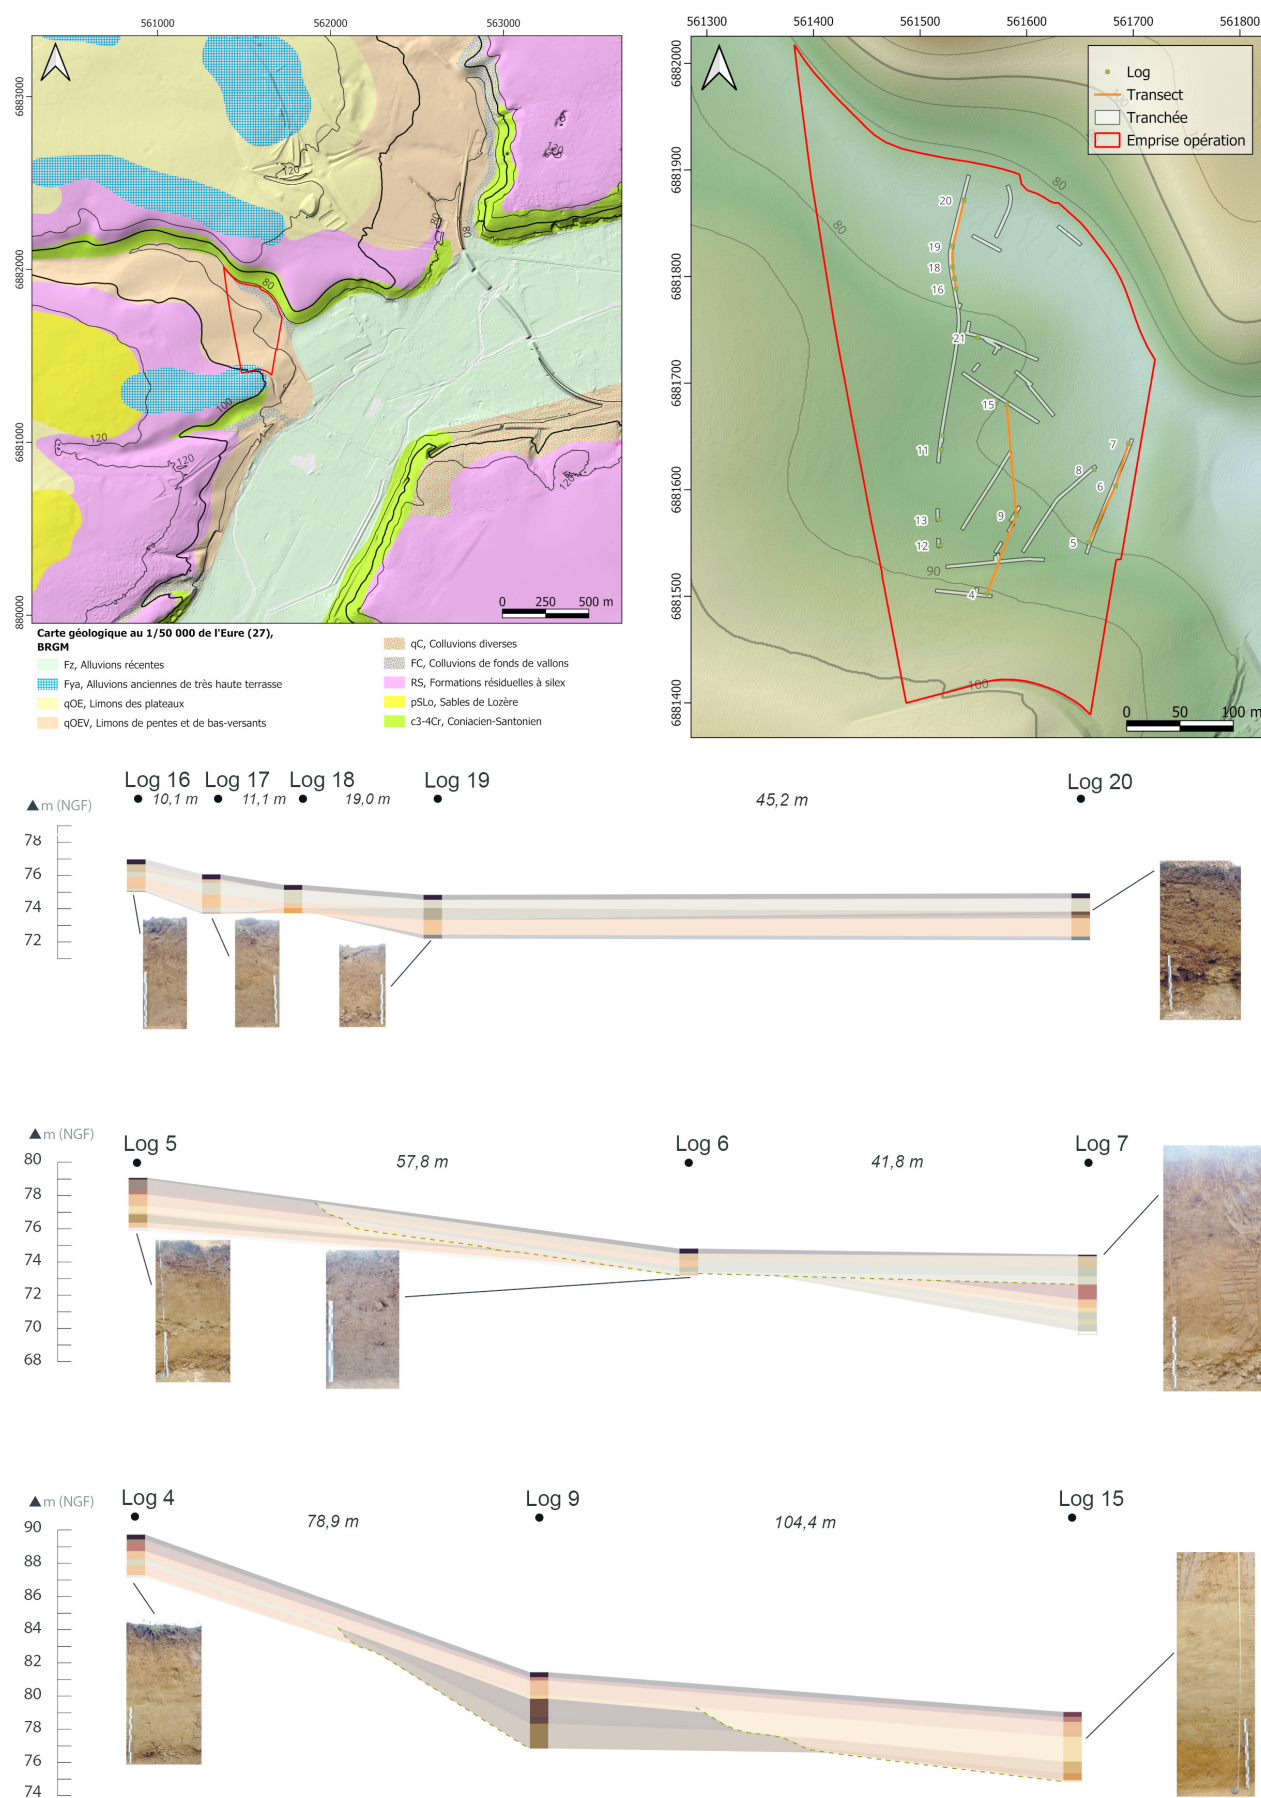 561000
562000
563000
6883000
6882000
6881000
880000
120
80
80
80
120
120
120
100
120
0 250 500 m
Carte géologique au 1/50 000 de l'Eure (27),
BRGM
Fz, Alluvions récentes
Fya, Alluvions anciennes de très haute terrasse
qOE, Limons des plateaux
qOEV, Limons de pentes et de bas-versants
qC, Colluvions diverses
FC, Colluvions de fonds de vallons
RS, Formations résiduelles à silex
pSLo, Sables de Lozère
c3-4Cr, Coniacien-Santonien
561300
561400
561500
561600
561700
561800
6882000
6881900
6881800
6881700
6881600
6881500
6881400
Log
Transect
Tranchée
Emprise opération
80
80
20
19
18
16
21
15
11
7
8
6
13
9
12
5
90
4
100
0 50 100 m
Log 16
Log 17
Log 18
Log 19
Log 20
10,1 m
11,1 m
19,0 m
45,2 m
m (NGF)
78
76
74
72
m (NGF)
Log 5
Log 6
Log 7
57,8 m
41,8 m
80
78
76
74
72
70
68
m (NGF)
Log 4
Log 9
Log 15
78,9 m
104,4 m
90
88
86
84
82
80
78
76
74